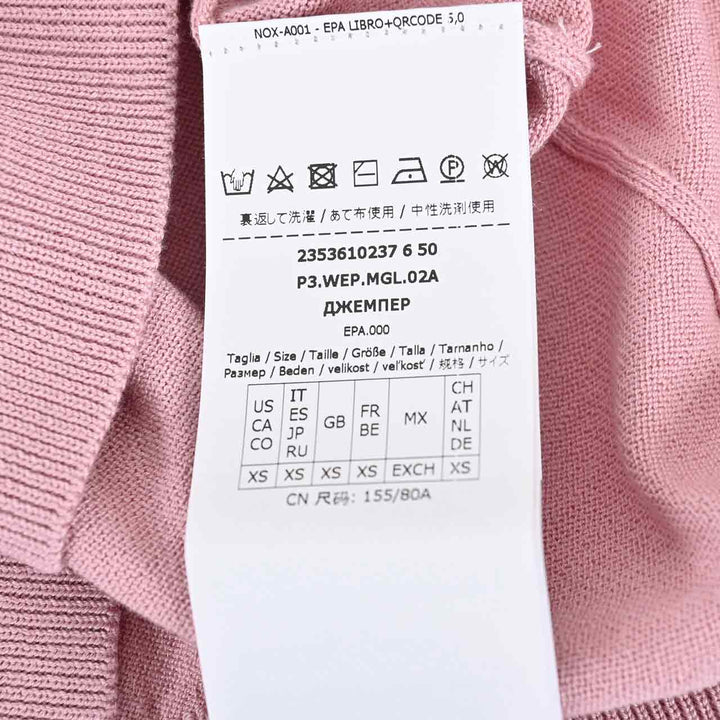 NOX-A001 - EPA LIBRO+QRCODE 5,0
裏返して洗濯 / あて布使用 / 中性洗剤使用
2353610237 6 50
P3.WEP.MGL.02A
ДЖЕМПЕР
EPA.000
Taglia / Size / Taille / Größe / Talla / Tarnanho /
Размер / Beden / velikost / veľkosť / 规格 / サイズ
US CA CO | IT ES JP RU | GB | FR BE | MX | CH AT NL DE
XS | XS | XS | XS | EXCH | XS
CN 尺码: 155/80A